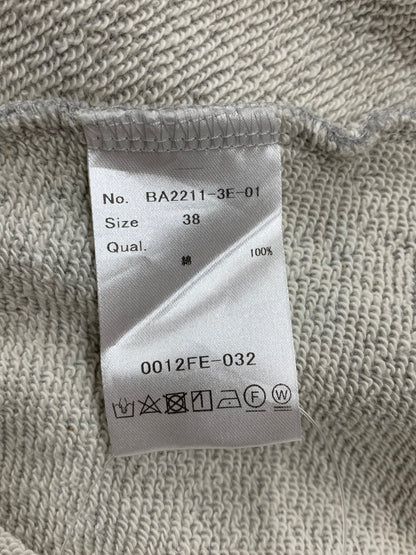 No. BA2211-3E-01
Size 38
Qual.
綿 100%
0012FE-032
F W